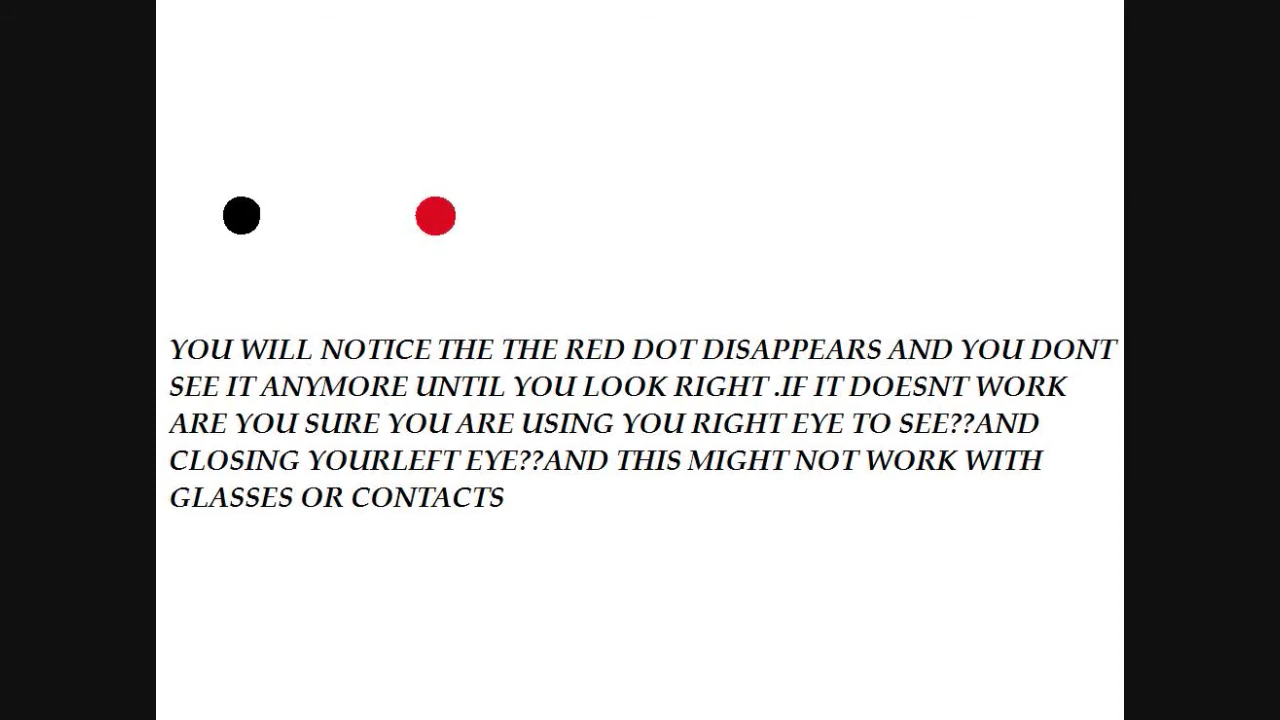 YOU WILL NOTICE THE THE RED DOT DISAPPEARS AND YOU DONT
SEE IT ANYMORE UNTIL YOU LOOK RIGHT .IF IT DOESNT WORK
ARE YOU SURE YOU ARE USING YOU RIGHT EYE TO SEE??AND
CLOSING YOURLEFT EYE??AND THIS MIGHT NOT WORK WITH
GLASSES OR CONTACTS